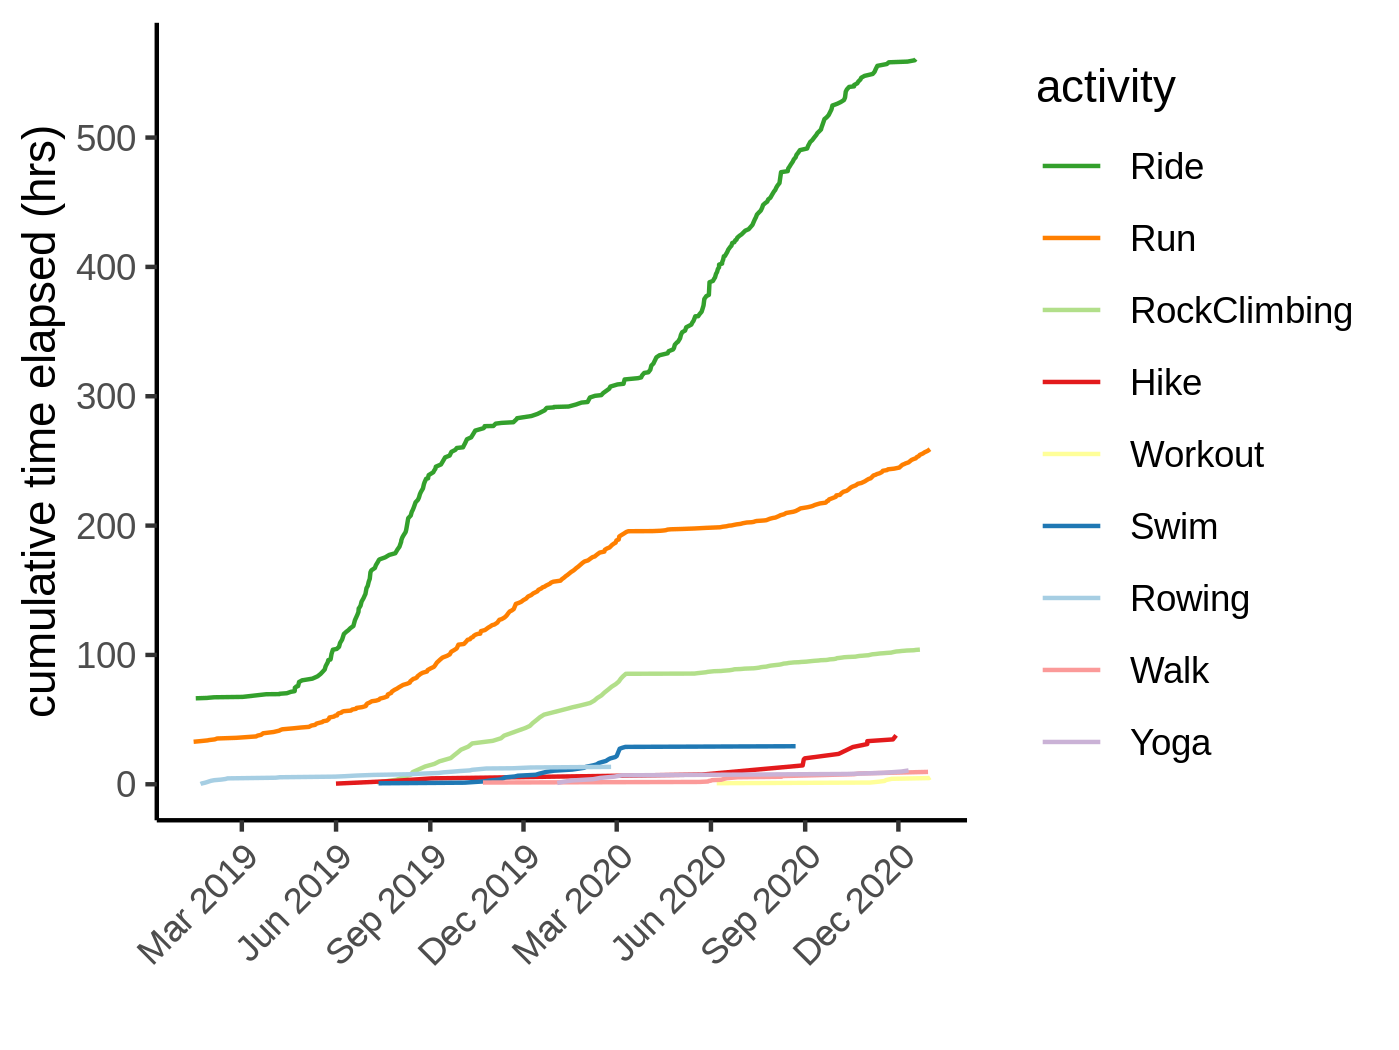 cumulative time elapsed (hrs)
500
400
300
200
100
0
Mar 2019
Jun 2019
Sep 2019
Dec 2019
Mar 2020
Jun 2020
Sep 2020
Dec 2020
activity
Ride
Run
RockClimbing
Hike
Workout
Swim
Rowing
Walk
Yoga